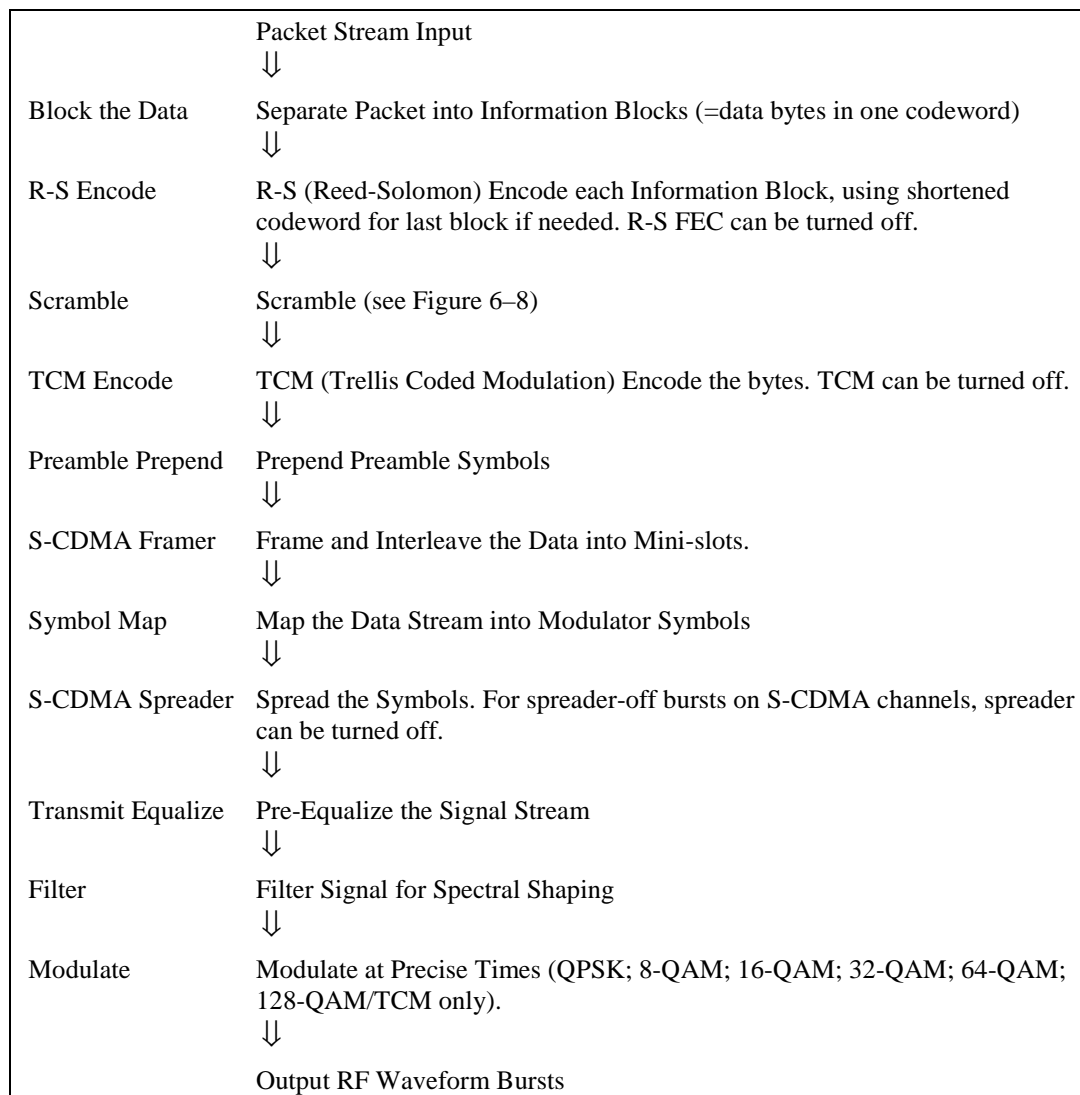 Packet Stream Input
⇓
Block the Data Separate Packet into Information Blocks (=data bytes in one codeword)
⇓
R-S Encode R-S (Reed-Solomon) Encode each Information Block, using shortened
codeword for last block if needed. R-S FEC can be turned off.
⇓
Scramble Scramble (see Figure 6–8)
⇓
TCM Encode TCM (Trellis Coded Modulation) Encode the bytes. TCM can be turned off.
⇓
Preamble Prepend Prepend Preamble Symbols
⇓
S-CDMA Framer Frame and Interleave the Data into Mini-slots.
⇓
Symbol Map Map the Data Stream into Modulator Symbols
⇓
S-CDMA Spreader Spread the Symbols. For spreader-off bursts on S-CDMA channels, spreader
can be turned off.
⇓
Transmit Equalize Pre-Equalize the Signal Stream
⇓
Filter Filter Signal for Spectral Shaping
⇓
Modulate Modulate at Precise Times (QPSK; 8-QAM; 16-QAM; 32-QAM; 64-QAM;
128-QAM/TCM only).
⇓
Output RF Waveform Bursts